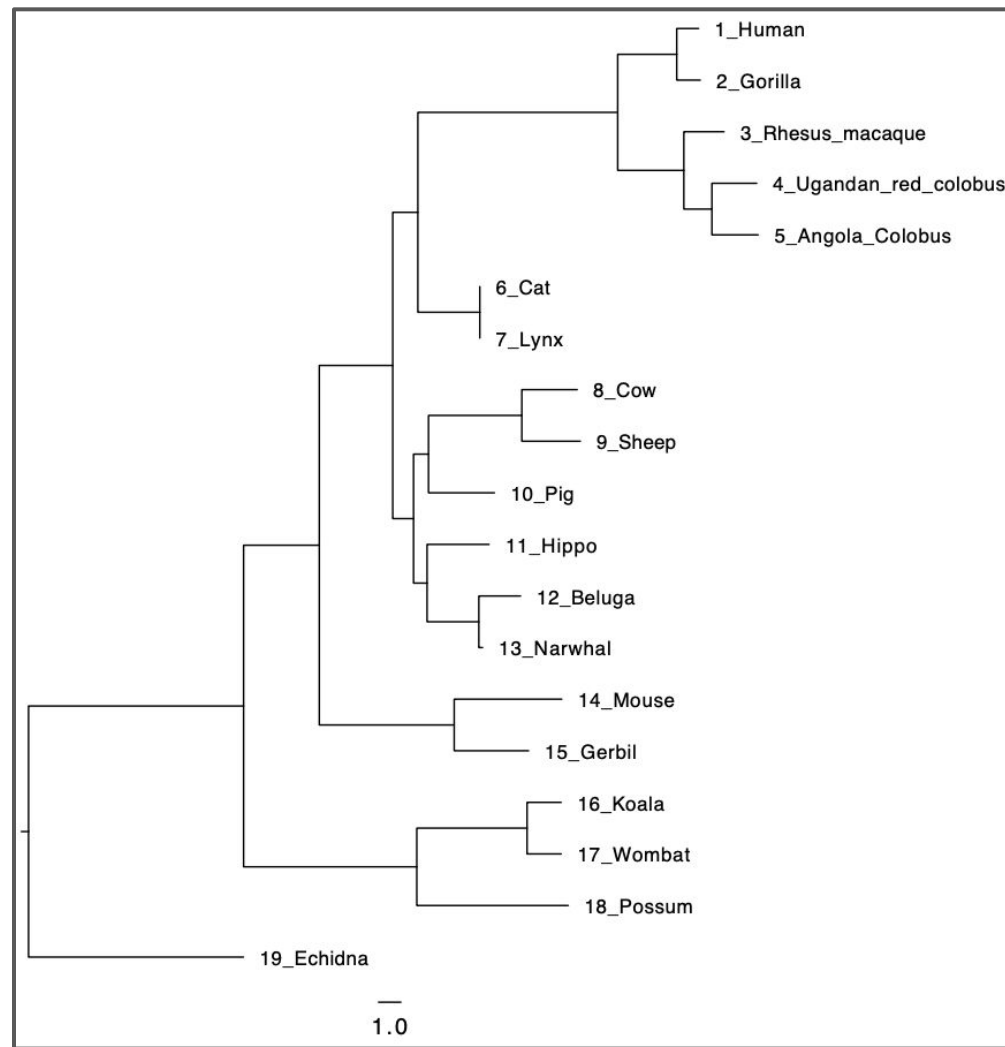 1_Human
2_Gorilla
3_Rhesus_macaque
4_Ugandan_red_colobus
5_Angola_Colobus
6_Cat
7_Lynx
8_Cow
9_Sheep
10_Pig
11_Hippo
12_Beluga
13_Narwhal
14_Mouse
15_Gerbil
16_Koala
17_Wombat
18_Possum
19_Echidna
1.0